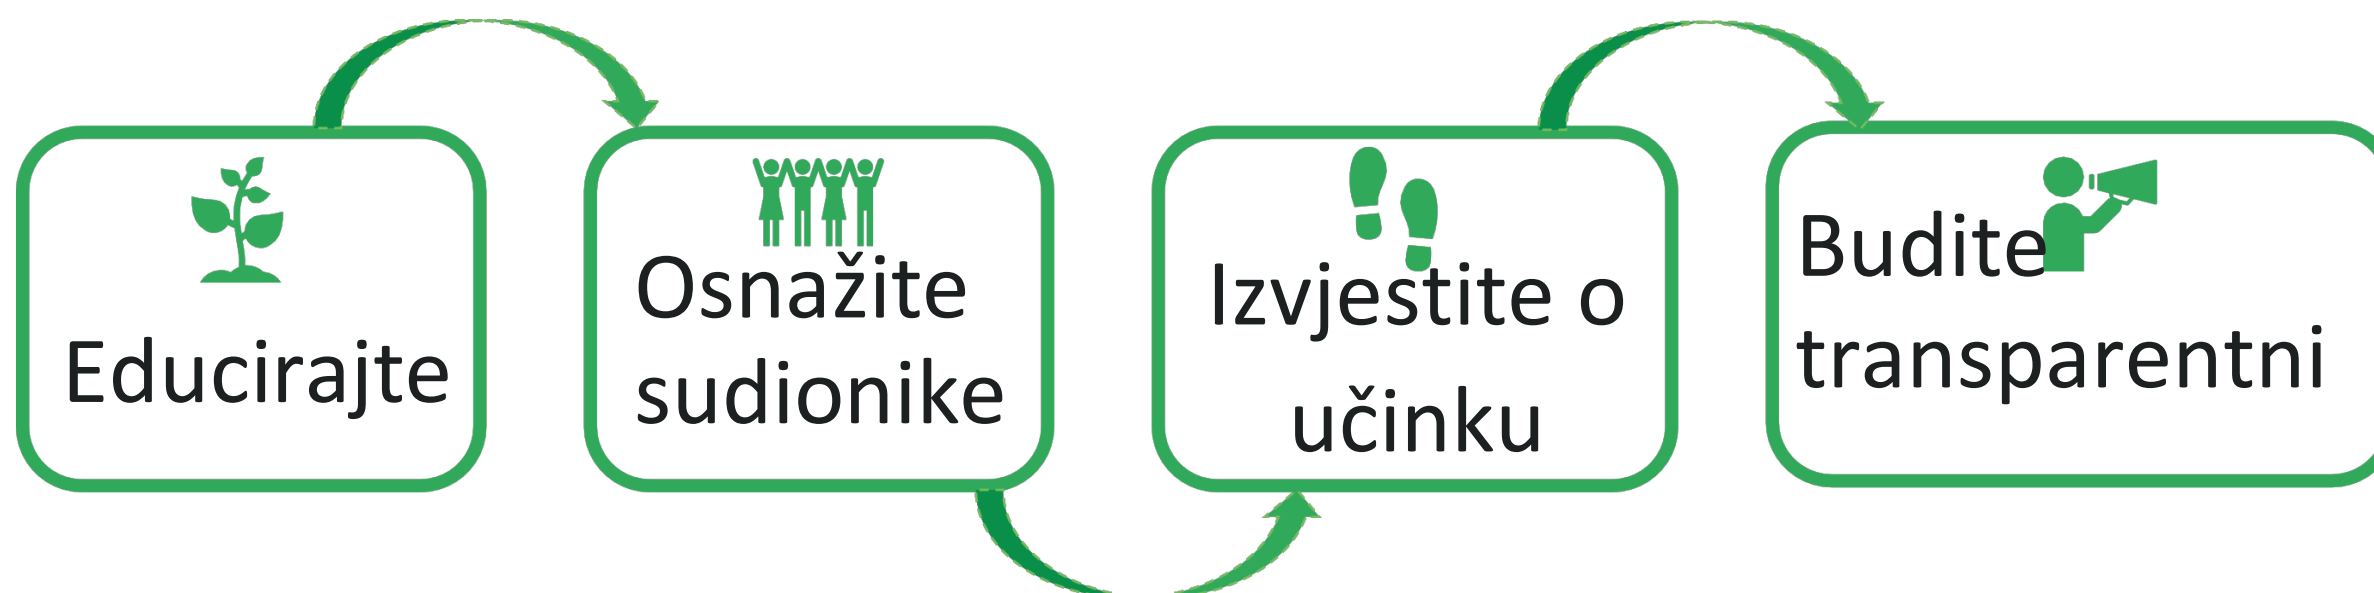 Educirajte
Osnažite
sudionike
Izvjestite o
učinku
Budite
transparentni